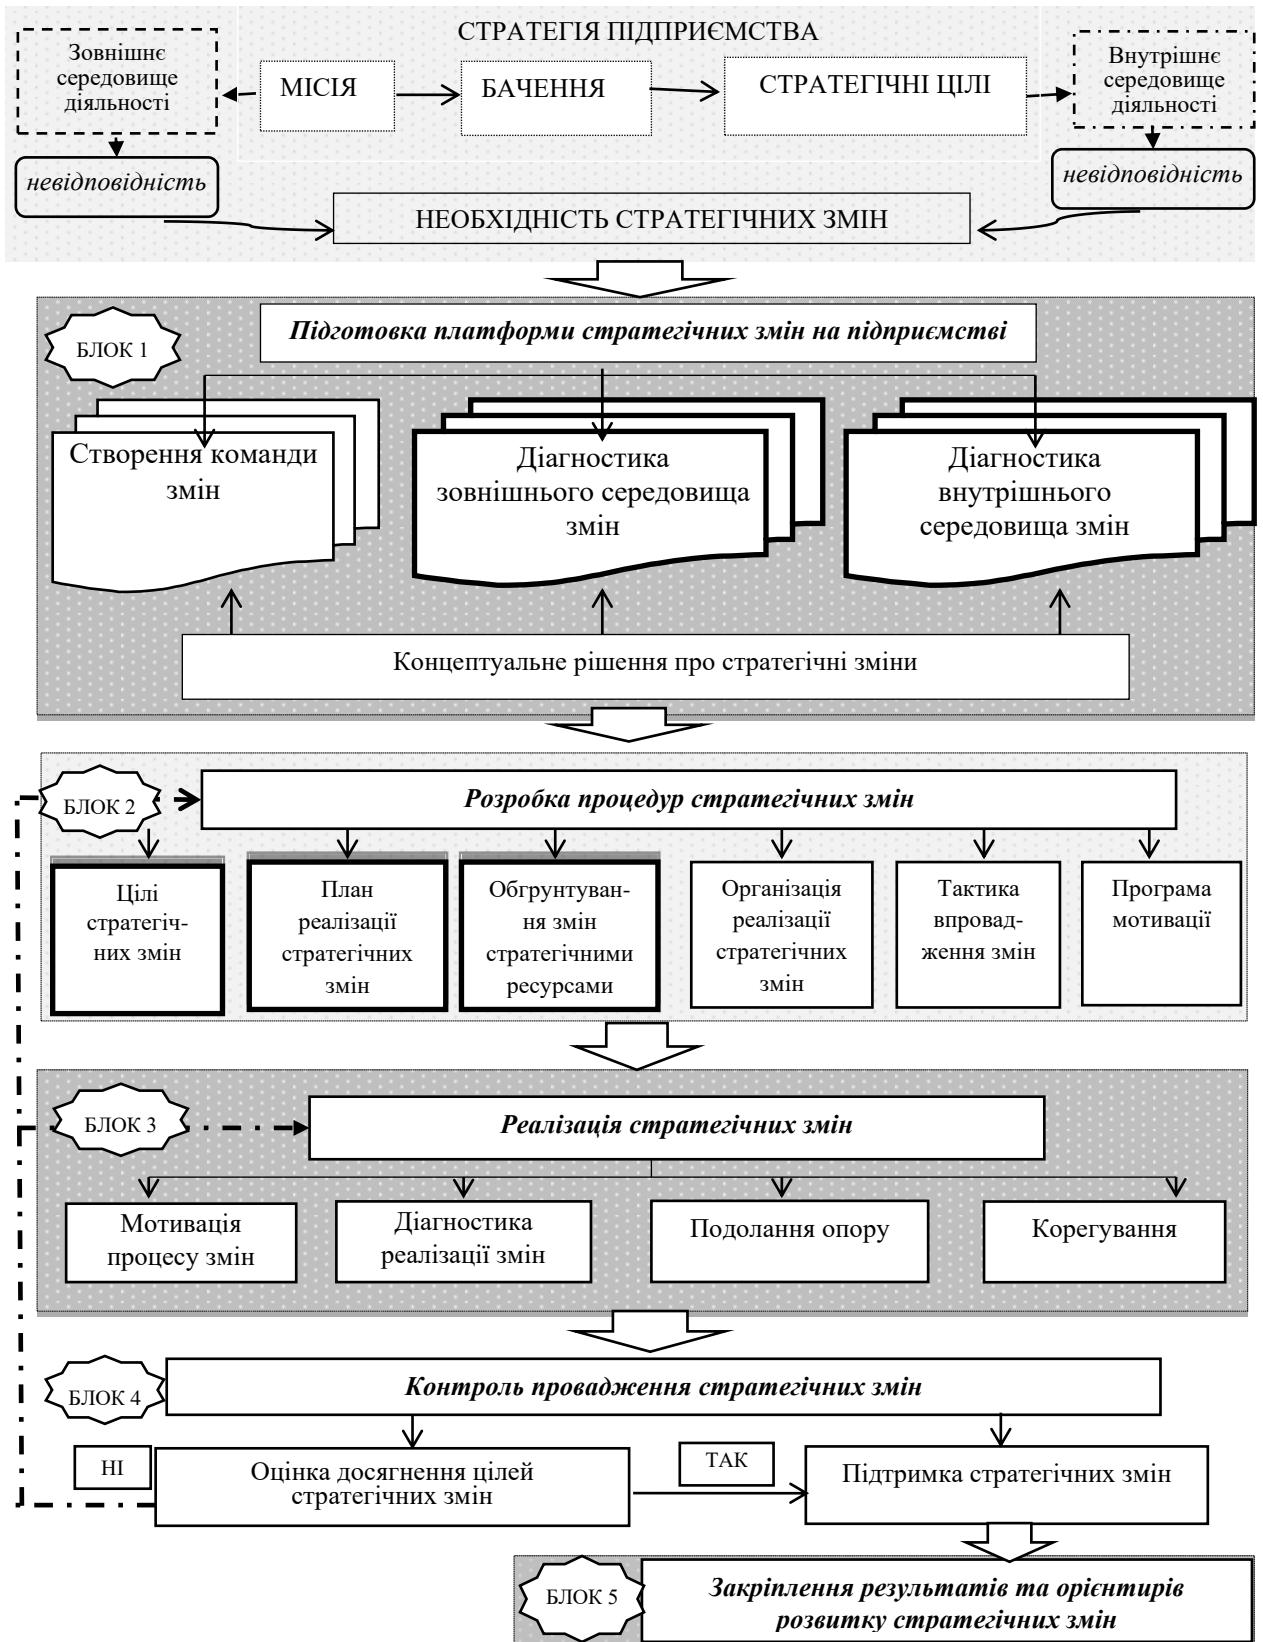 СТРАТЕГІЯ ПІДПРИЄМСТВА
Зовнішнє
середовище
діяльності
МІСІЯ
БАЧЕННЯ
СТРАТЕГІЧНІ ЦІЛІ
Внутрішнє
середовище
діяльності
невідповідність
невідповідність
НЕОБХІДНІСТЬ СТРАТЕГІЧНИХ ЗМІН
БЛОК 1
Підготовка платформи стратегічних змін на підприємстві
Створення команди
змін
Діагностика
зовнішнього середовища
змін
Діагностика
внутрішнього
середовища змін
Концептуальне рішення про стратегічні зміни
БЛОК 2
Розробка процедур стратегічних змін
Цілі
стратегіч-
них змін
План
реалізації
стратегічних
змін
Обгрунтуван-
ня змін
стратегічними
ресурсами
Організація
реалізації
стратегічних
змін
Тактика
впровад-
ження змін
Програма
мотивації
БЛОК 3
Реалізація стратегічних змін
Мотивація
процесу змін
Діагностика
реалізації змін
Подолання опору
Корегування
БЛОК 4
Контроль провадження стратегічних змін
НІ
Оцінка досягнення цілей
стратегічних змін
ТАК
Підтримка стратегічних змін
БЛОК 5
Закріплення результатів та орієнтирів
розвитку стратегічних змін